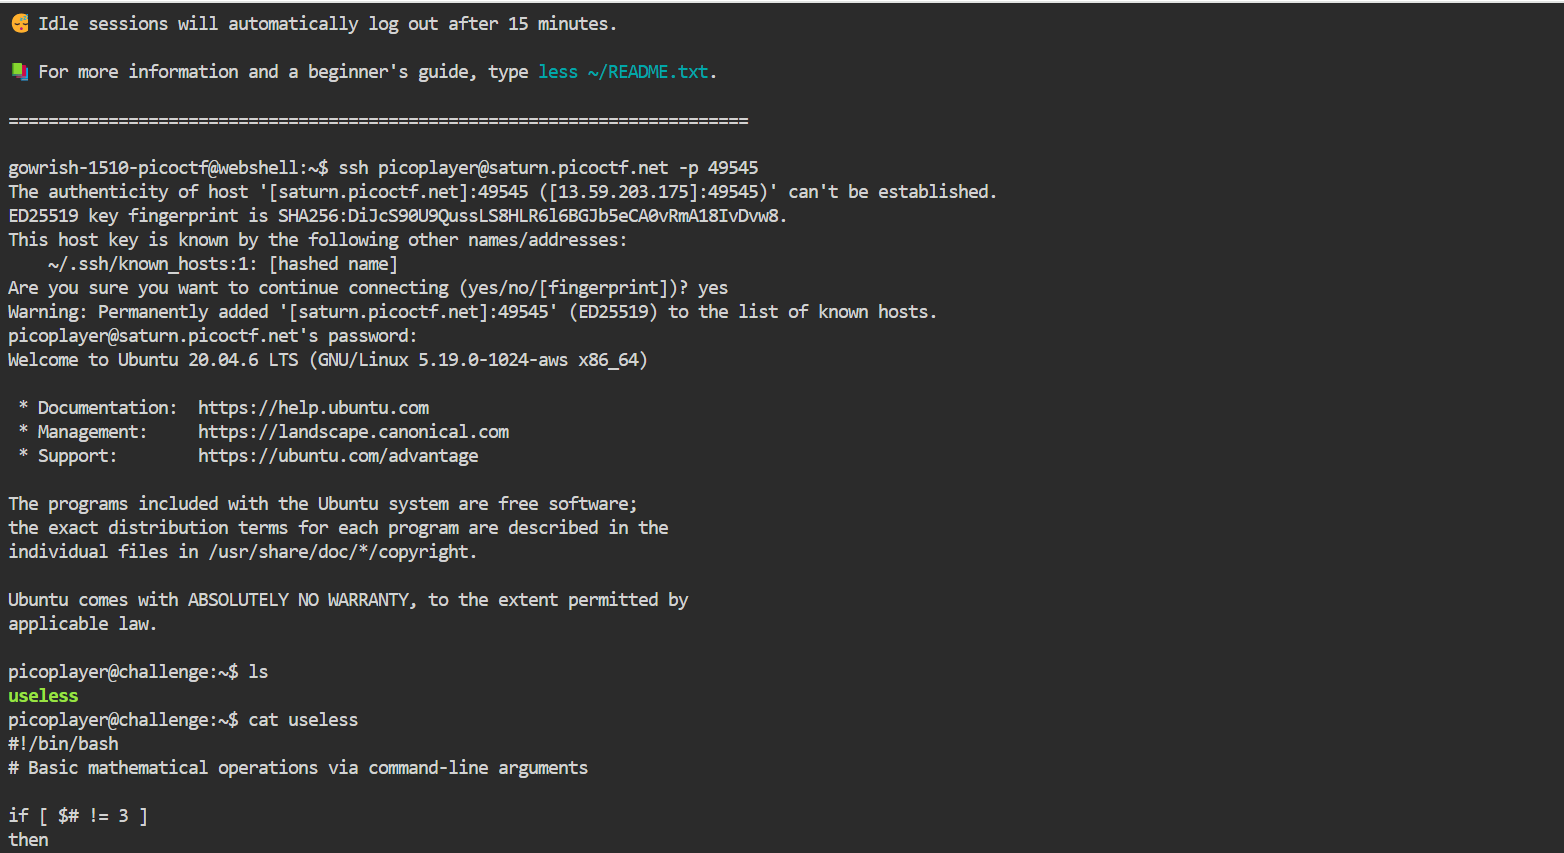 😴 Idle sessions will automatically log out after 15 minutes.
📚 For more information and a beginner's guide, type less ~/README.txt.
==========================================================================
gowrish-1510-picoctf@webshell:~$ ssh picoplayer@saturn.picoctf.net -p 49545
The authenticity of host '[saturn.picoctf.net]:49545 ([13.59.203.175]:49545)' can't be established.
ED25519 key fingerprint is SHA256:DiJcS90U9QussLS8HLR6l6BGJb5eCA0vRmA18IvDvw8.
This host key is known by the following other names/addresses:
    ~/.ssh/known_hosts:1: [hashed name]
Are you sure you want to continue connecting (yes/no/[fingerprint])? yes
Warning: Permanently added '[saturn.picoctf.net]:49545' (ED25519) to the list of known hosts.
picoplayer@saturn.picoctf.net's password:
Welcome to Ubuntu 20.04.6 LTS (GNU/Linux 5.19.0-1024-aws x86_64)
 * Documentation:  https://help.ubuntu.com
 * Management:     https://landscape.canonical.com
 * Support:        https://ubuntu.com/advantage
The programs included with the Ubuntu system are free software;
the exact distribution terms for each program are described in the
individual files in /usr/share/doc/*/copyright.
Ubuntu comes with ABSOLUTELY NO WARRANTY, to the extent permitted by
applicable law.
picoplayer@challenge:~$ ls
useless
picoplayer@challenge:~$ cat useless
#!/bin/bash
# Basic mathematical operations via command-line arguments
if [ $# != 3 ]
then